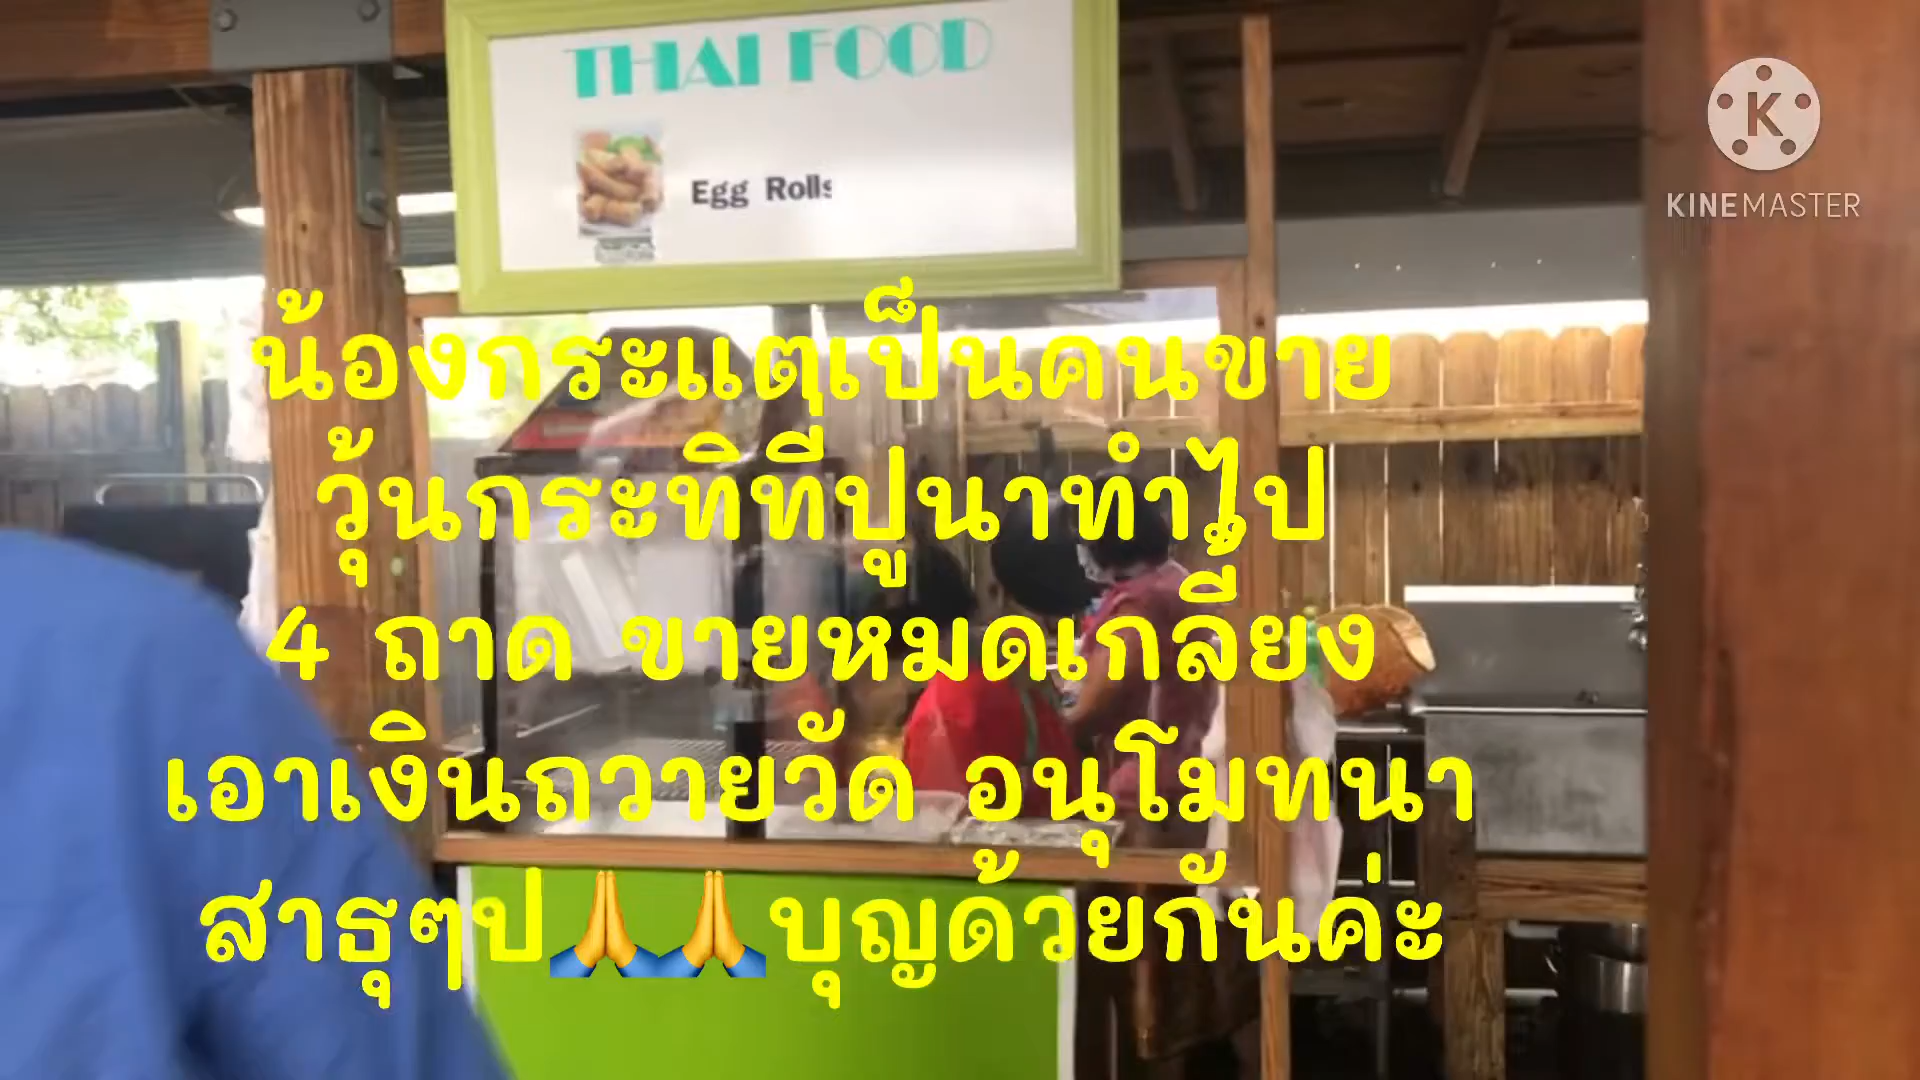 THAI FOOD
Egg Rolls
K
KINEMASTER
น้องกระแตเป็นคนขาย
วุ้นกระทิที่ปูนาทำไป
4 ถาด ขายหมดเกลี้ยง
เอาเงินถวายวัด อนุโมทนา
สาธุๆป🙏🙏บุญด้วยกันค่ะ